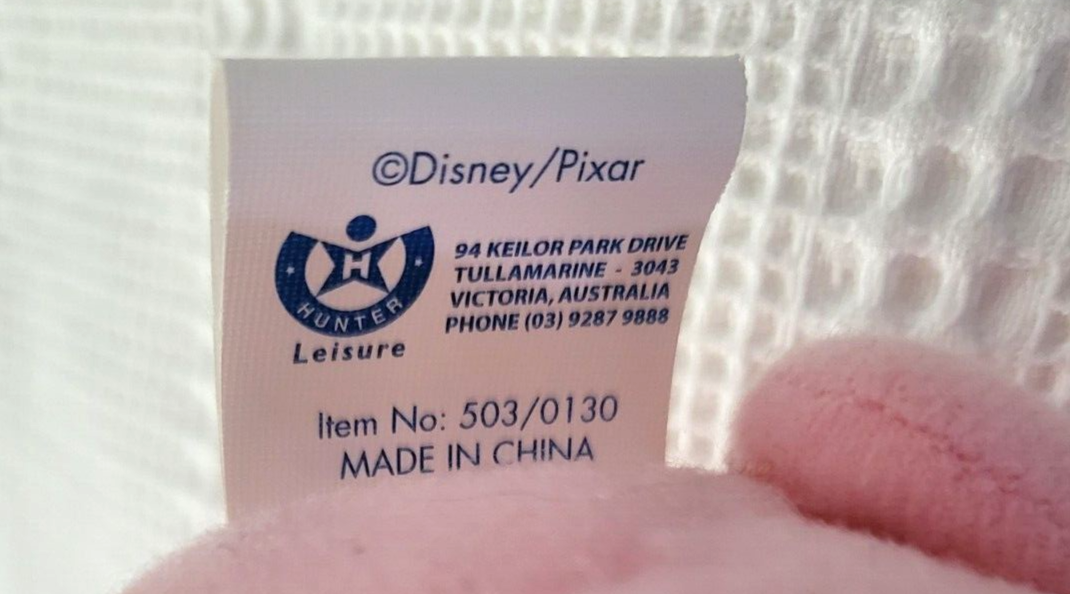 ©Disney/Pixar
H
HUNTER
Leisure
94 KEILOR PARK DRIVE
TULLAMARINE - 3043
VICTORIA, AUSTRALIA
PHONE (03) 9287 9888
Item No: 503/0130
MADE IN CHINA